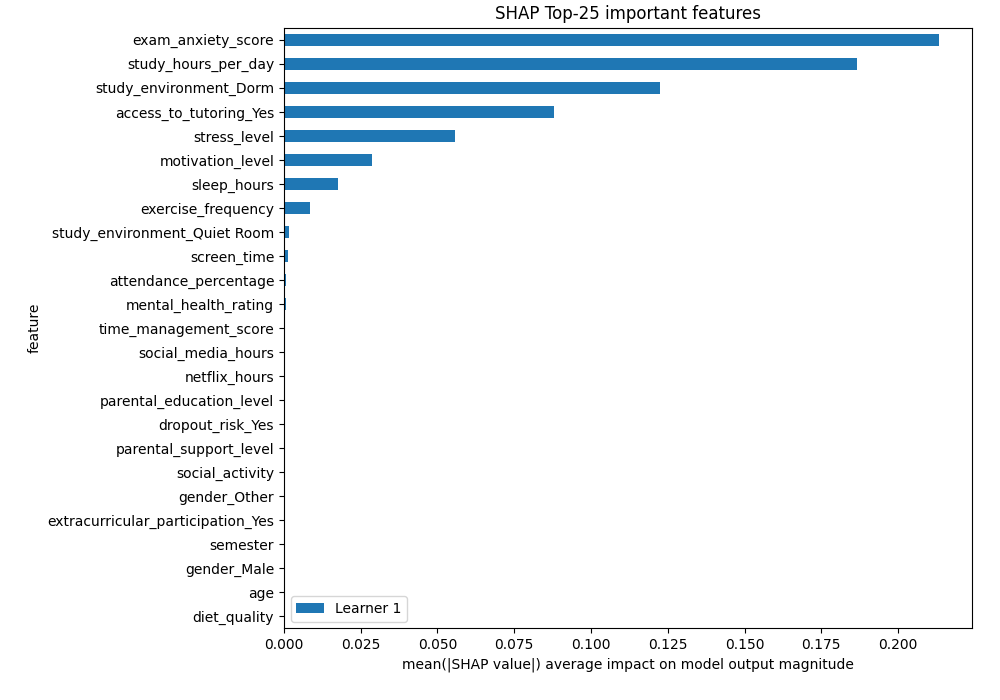 SHAP Top-25 important features
exam_anxiety_score
study_hours_per_day
study_environment_Dorm
access_to_tutoring_Yes
stress_level
motivation_level
sleep_hours
exercise_frequency
study_environment_Quiet Room
screen_time
attendance_percentage
mental_health_rating
time_management_score
social_media_hours
netflix_hours
parental_education_level
dropout_risk_Yes
parental_support_level
social_activity
gender_Other
extracurricular_participation_Yes
semester
gender_Male
age
diet_quality
feature
Learner 1
0.000 0.025 0.050 0.075 0.100 0.125 0.150 0.175 0.200
mean(|SHAP value|) average impact on model output magnitude